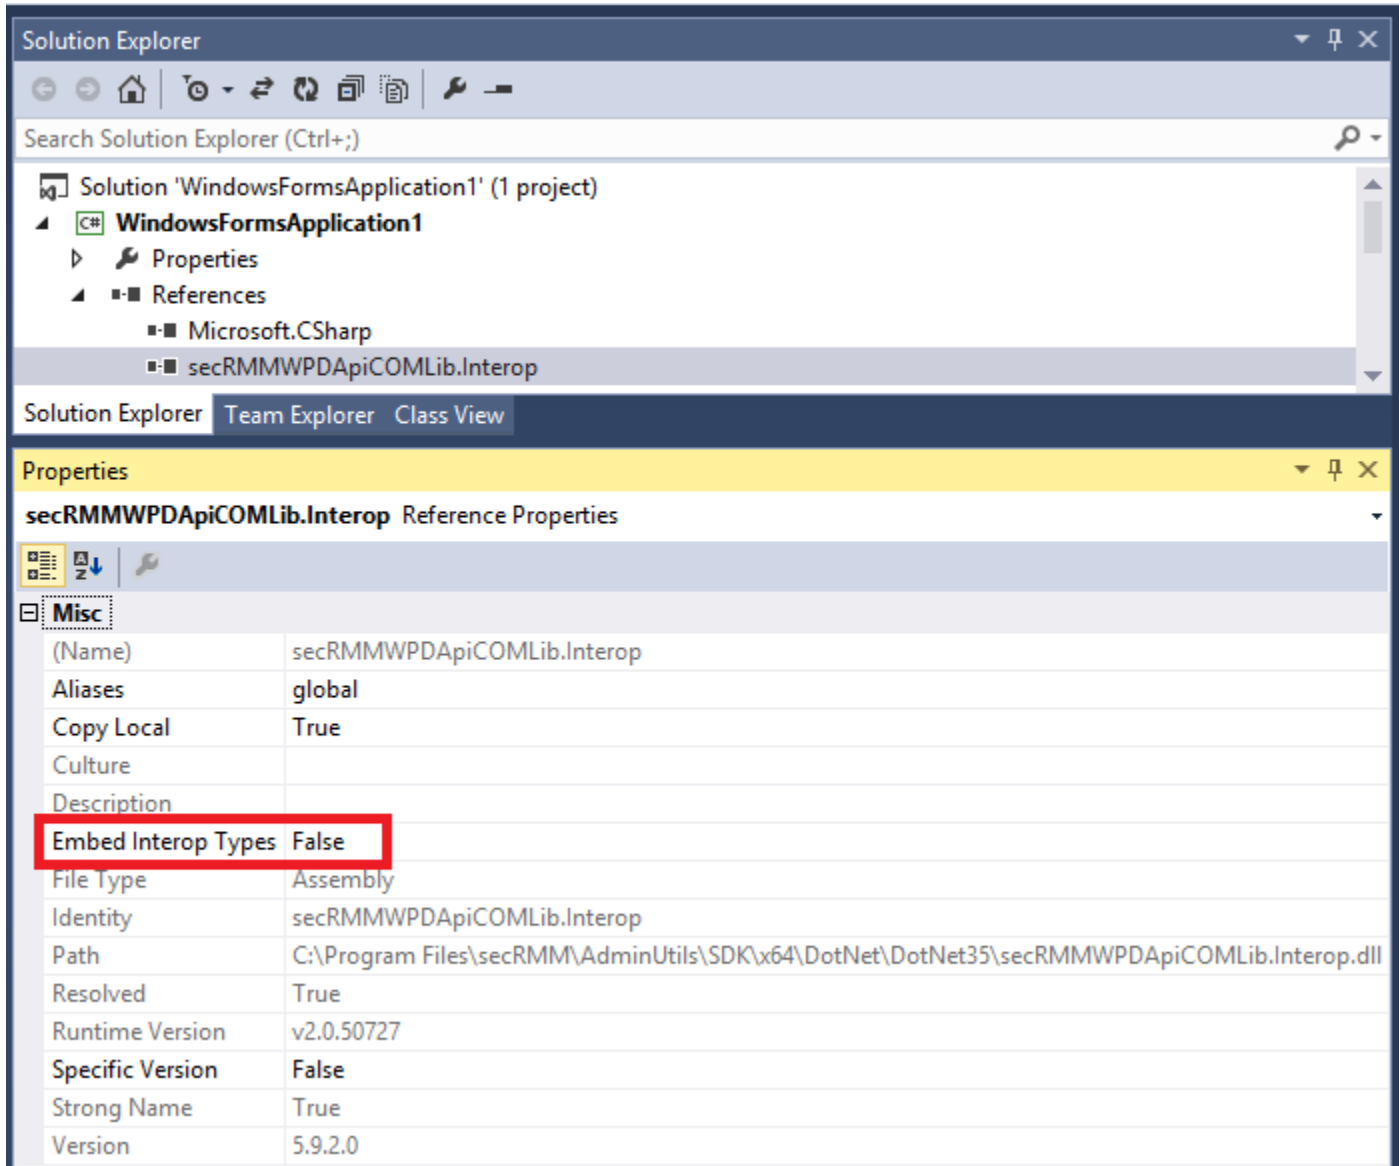 Solution Explorer
Search Solution Explorer (Ctrl+;)
Solution 'WindowsFormsApplication1' (1 project)
C# WindowsFormsApplication1
Properties
References
Microsoft.CSharp
secRMMWPDApiCOMLib.Interop
Solution Explorer Team Explorer Class View
Properties
secRMMWPDApiCOMLib.Interop Reference Properties
A Z
Misc
(Name) secRMMWPDApiCOMLib.Interop
Aliases global
Copy Local True
Culture
Description
Embed Interop Types False
File Type Assembly
Identity secRMMWPDApiCOMLib.Interop
Path C:\Program Files\secRMM\AdminUtils\SDK\x64\DotNet\DotNet35\secRMMWPDApiCOMLib.Interop.dll
Resolved True
Runtime Version v2.0.50727
Specific Version False
Strong Name True
Version 5.9.2.0